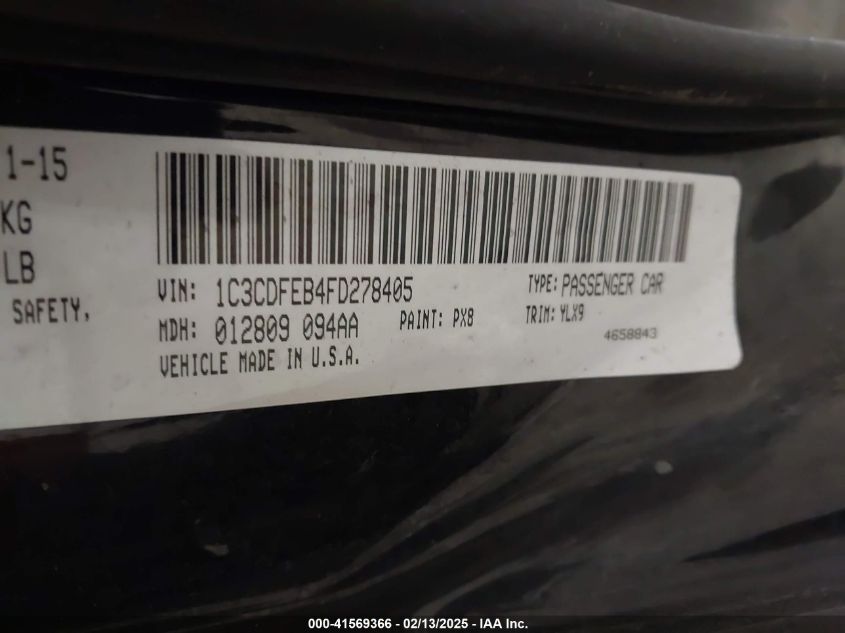 1-15
KG
LB
SAFETY,
VIN: 1C3CDFEB4FD278405 TYPE: PASSENGER CAR
MDH: 012809 094AA PAINT: PX8 TRIM: YLX9
VEHICLE MADE IN U.S.A. 4658843
000-41569366 - 02/13/2025 - IAA Inc.